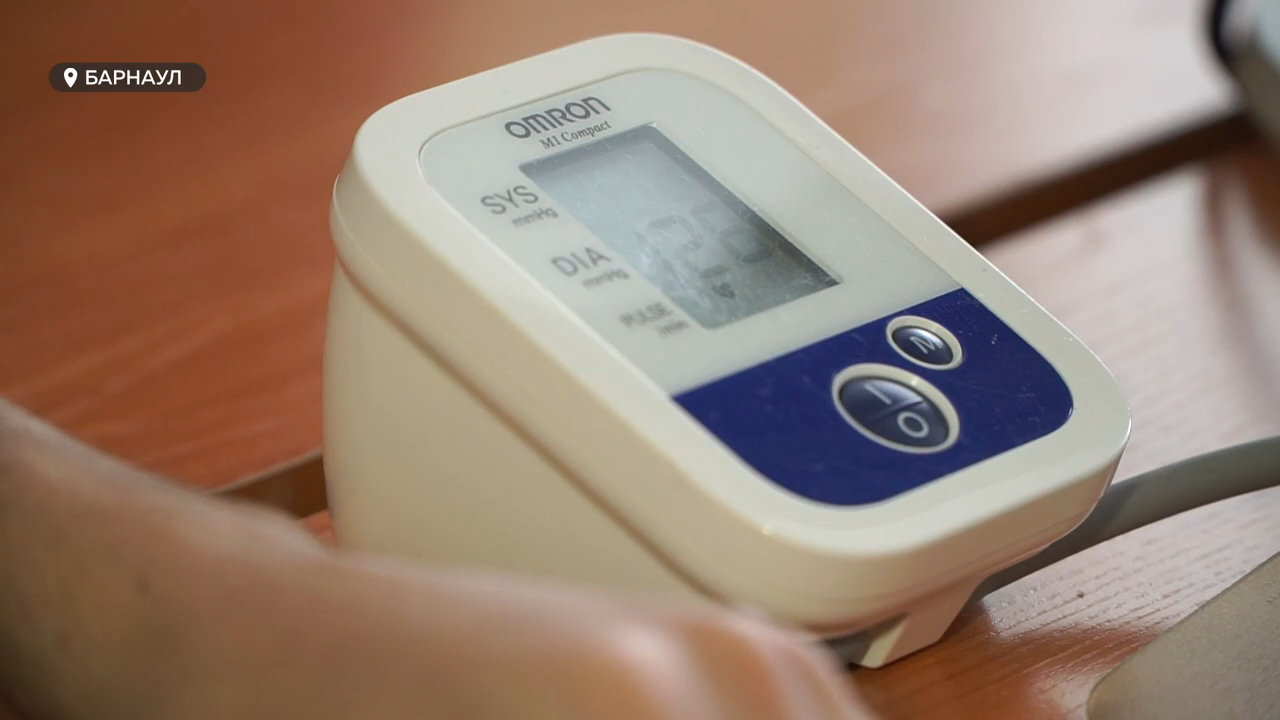 БАРНАУЛ
OMRON
M1 Compact
SYS
mmHg
DIA
mmHg
PULSE
/min
M
I
O